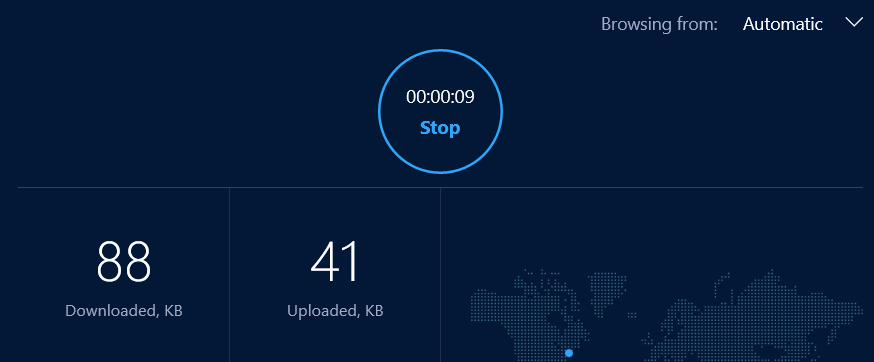 Browsing from: Automatic
00:00:09
Stop
88
Downloaded, KB
41
Uploaded, KB